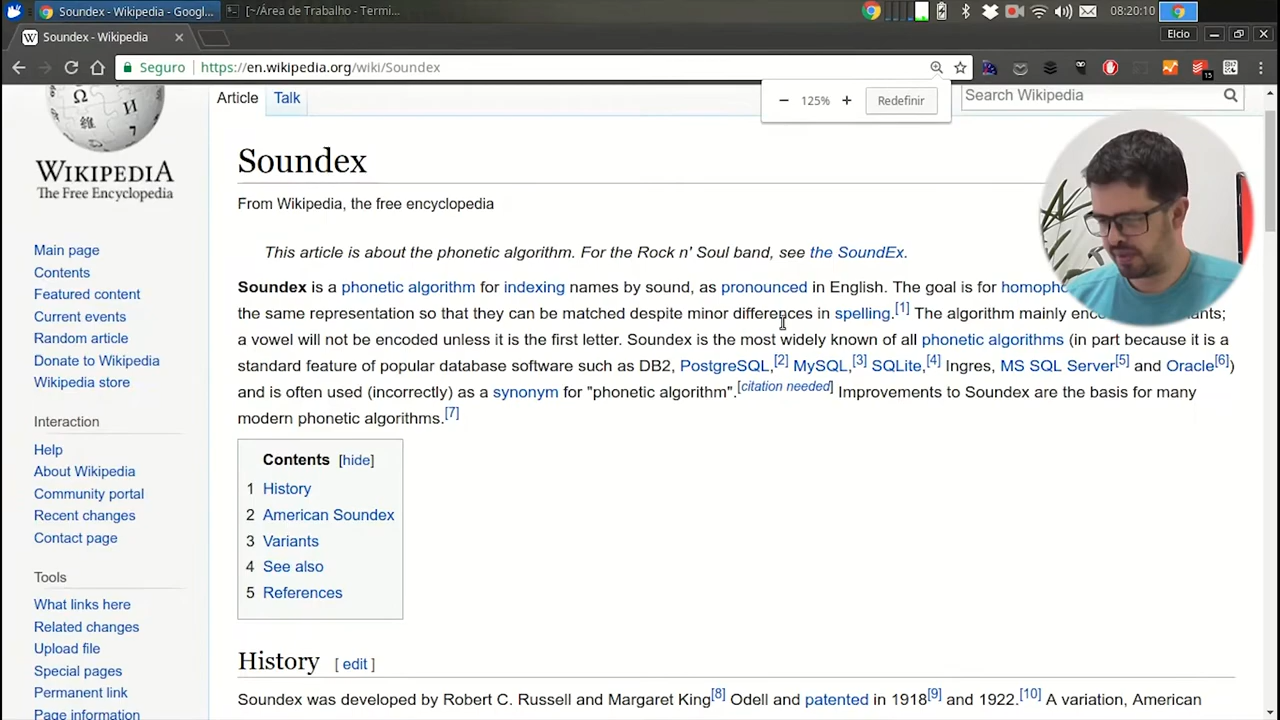 Soundex - Wikipedia - Googl...
[~/Área de Trabalho - Termi...
08:20:10
Soundex - Wikipedia
Elcio
Seguro
https://en.wikipedia.org/wiki/Soundex
15
Article
Talk
125%
Redefinir
Search Wikipedia
WIKIPEDIA
The Free Encyclopedia
Soundex
From Wikipedia, the free encyclopedia
This article is about the phonetic algorithm. For the Rock n' Soul band, see the SoundEx.
Soundex is a phonetic algorithm for indexing names by sound, as pronounced in English. The goal is for
the same representation so that they can be matched despite minor differences in spelling.[1] The algorithm mainly
a vowel will not be encoded unless it is the first letter. Soundex is the most widely known of all phonetic algorithms (in part because it is a
standard feature of popular database software such as DB2, PostgreSQL,[2] MySQL,[3] SQLite,[4] Ingres, MS SQL Server[5] and Oracle[6])
and is often used (incorrectly) as a synonym for "phonetic algorithm".[citation needed] Improvements to Soundex are the basis for many
modern phonetic algorithms.[7]
Contents [hide]
1 History
2 American Soundex
3 Variants
4 See also
5 References
History [ edit ]
Soundex was developed by Robert C. Russell and Margaret King[8] Odell and patented in 1918[9] and 1922.[10] A variation, American
Main page
Contents
Featured content
Current events
Random article
Donate to Wikipedia
Wikipedia store
Interaction
Help
About Wikipedia
Community portal
Recent changes
Contact page
Tools
What links here
Related changes
Upload file
Special pages
Permanent link
Page information